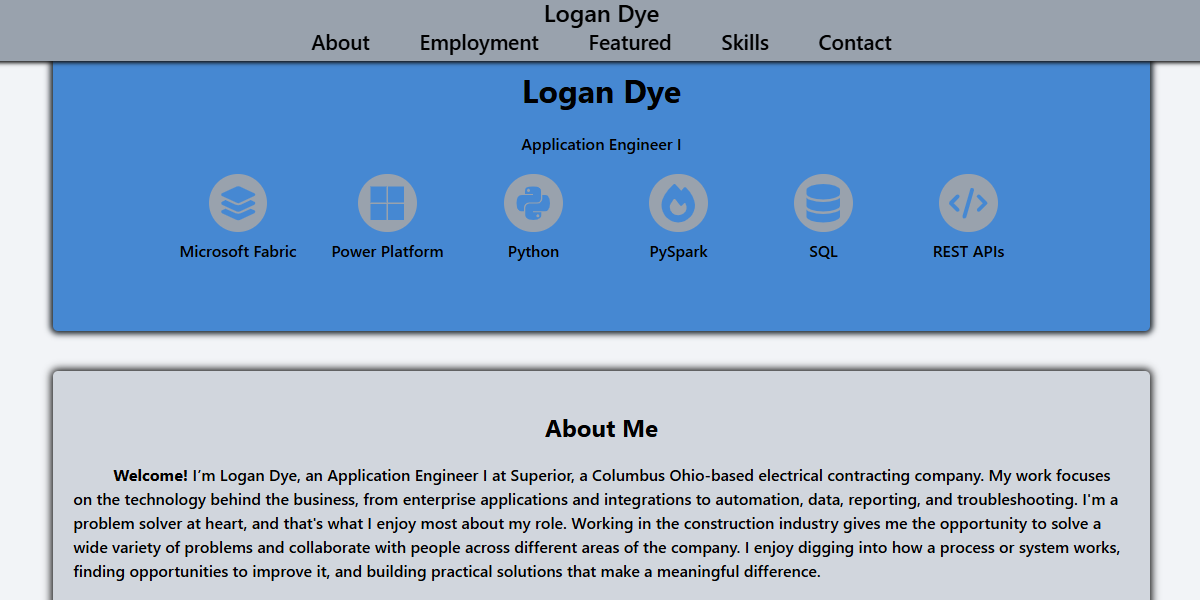 Logan Dye
About Employment Featured Skills Contact
Logan Dye
Application Engineer I
Microsoft Fabric Power Platform Python PySpark SQL REST APIs
About Me
Welcome! I’m Logan Dye, an Application Engineer I at Superior, a Columbus Ohio-based electrical contracting company. My work focuses
on the technology behind the business, from enterprise applications and integrations to automation, data, reporting, and troubleshooting. I'm a
problem solver at heart, and that's what I enjoy most about my role. Working in the construction industry gives me the opportunity to solve a
wide variety of problems and collaborate with people across different areas of the company. I enjoy digging into how a process or system works,
finding opportunities to improve it, and building practical solutions that make a meaningful difference.